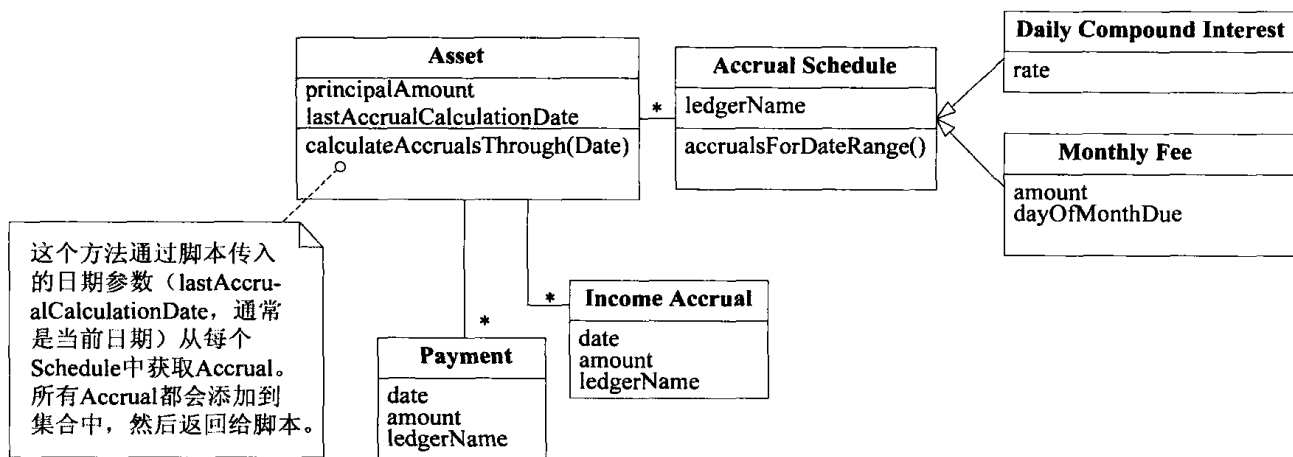 Asset
principalAmount
lastAccrualCalculationDate
calculateAccrualsThrough(Date)
*
Accrual Schedule
ledgerName
accrualsForDateRange()
Daily Compound Interest
rate
Monthly Fee
amount
dayOfMonthDue
这个方法通过脚本传入
的日期参数（lastAccru-
alCalculationDate，通常
是当前日期）从每个
Schedule中获取Accrual。
所有Accrual都会添加到
集合中，然后返回给脚本。
*
Payment
date
amount
ledgerName
*
Income Accrual
date
amount
ledgerName